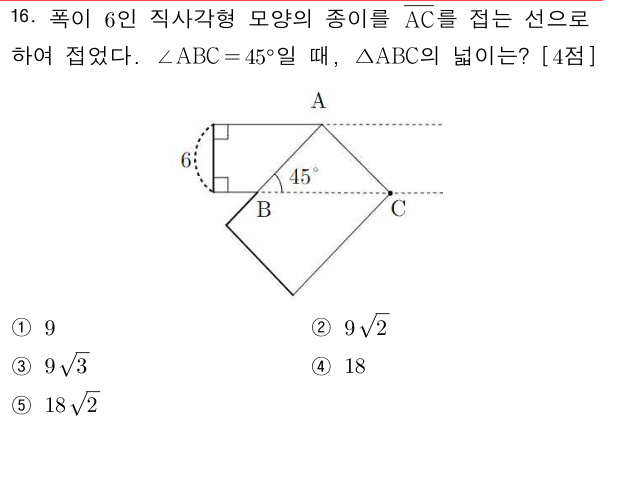 16. 폭이 6인 직사각형 모양의 종이를 AC를 접는 선으로
하여 접었다. ∠ABC=45°일 때, △ABC의 넓이는? [4점]
A
6
45°
B
C
① 9
② 9√2
③ 9√3
④ 18
⑤ 18√2